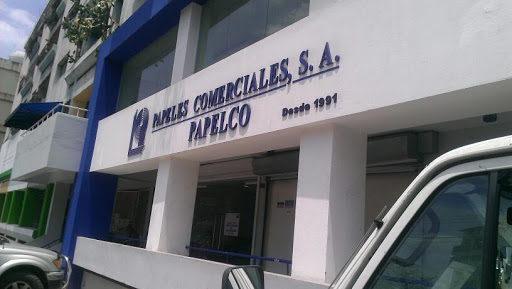 PAPELES COMERCIALES, S. A.
PAPELCO
Desde 1991